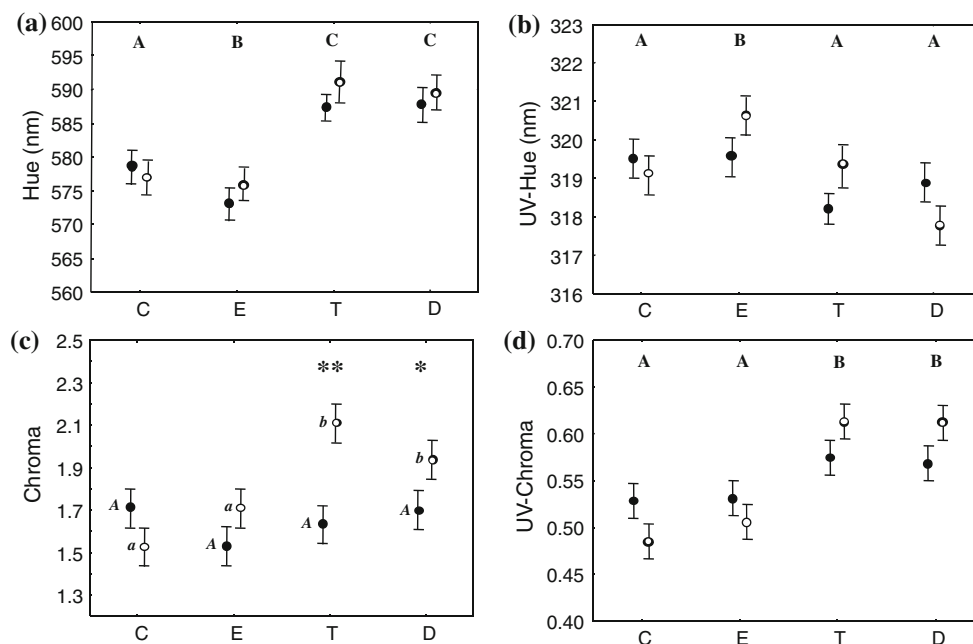 (a)
600
595
590
585
580
575
570
565
560
Hue (nm)
A B C C
C E T D
(b)
323
322
321
320
319
318
317
316
UV-Hue (nm)
A B A A
C E T D
(c)
2.5
2.3
2.1
1.9
1.7
1.5
1.3
Chroma
** *
A a A a A b A b
C E T D
(d)
0.70
0.65
0.60
0.55
0.50
0.45
0.40
UV-Chroma
A A B B
C E T D